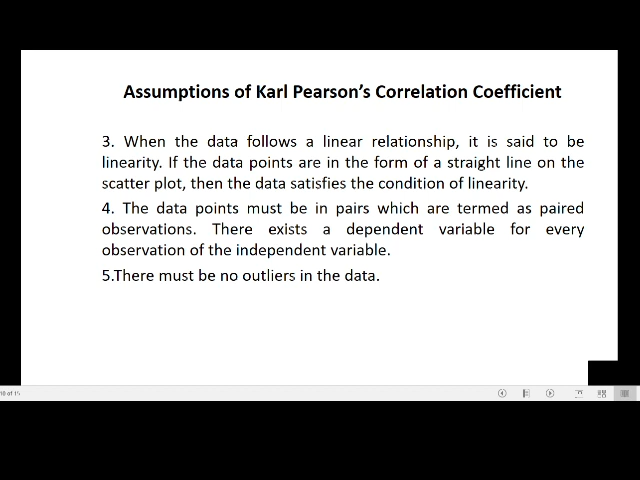 Assumptions of Karl Pearson's Correlation Coefficient
3. When the data follows a linear relationship, it is said to be
linearity. If the data points are in the form of a straight line on the
scatter plot, then the data satisfies the condition of linearity.
4. The data points must be in pairs which are termed as paired
observations. There exists a dependent variable for every
observation of the independent variable.
5.There must be no outliers in the data.
10 of 15